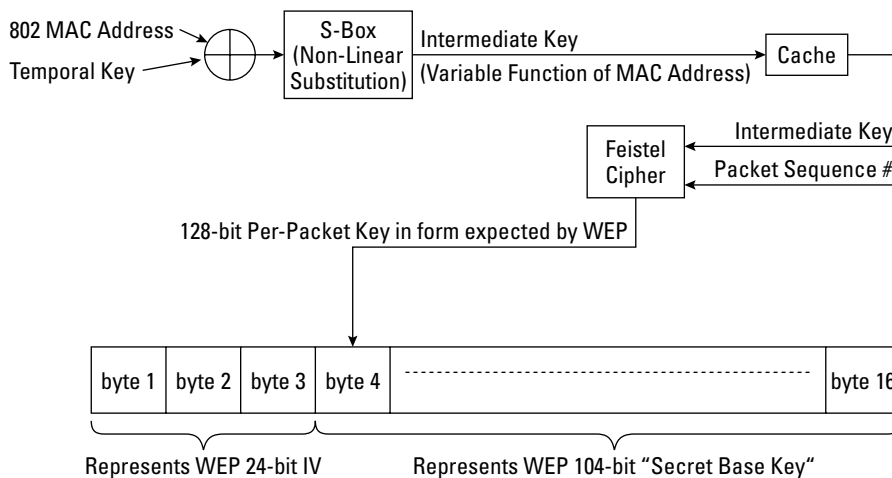 802 MAC Address
Temporal Key
S-Box
(Non-Linear
Substitution)
Intermediate Key
(Variable Function of MAC Address)
Cache
Intermediate Key
Packet Sequence #
Feistel
Cipher
128-bit Per-Packet Key in form expected by WEP
byte 1
byte 2
byte 3
byte 4
byte 16
Represents WEP 24-bit IV
Represents WEP 104-bit “Secret Base Key“